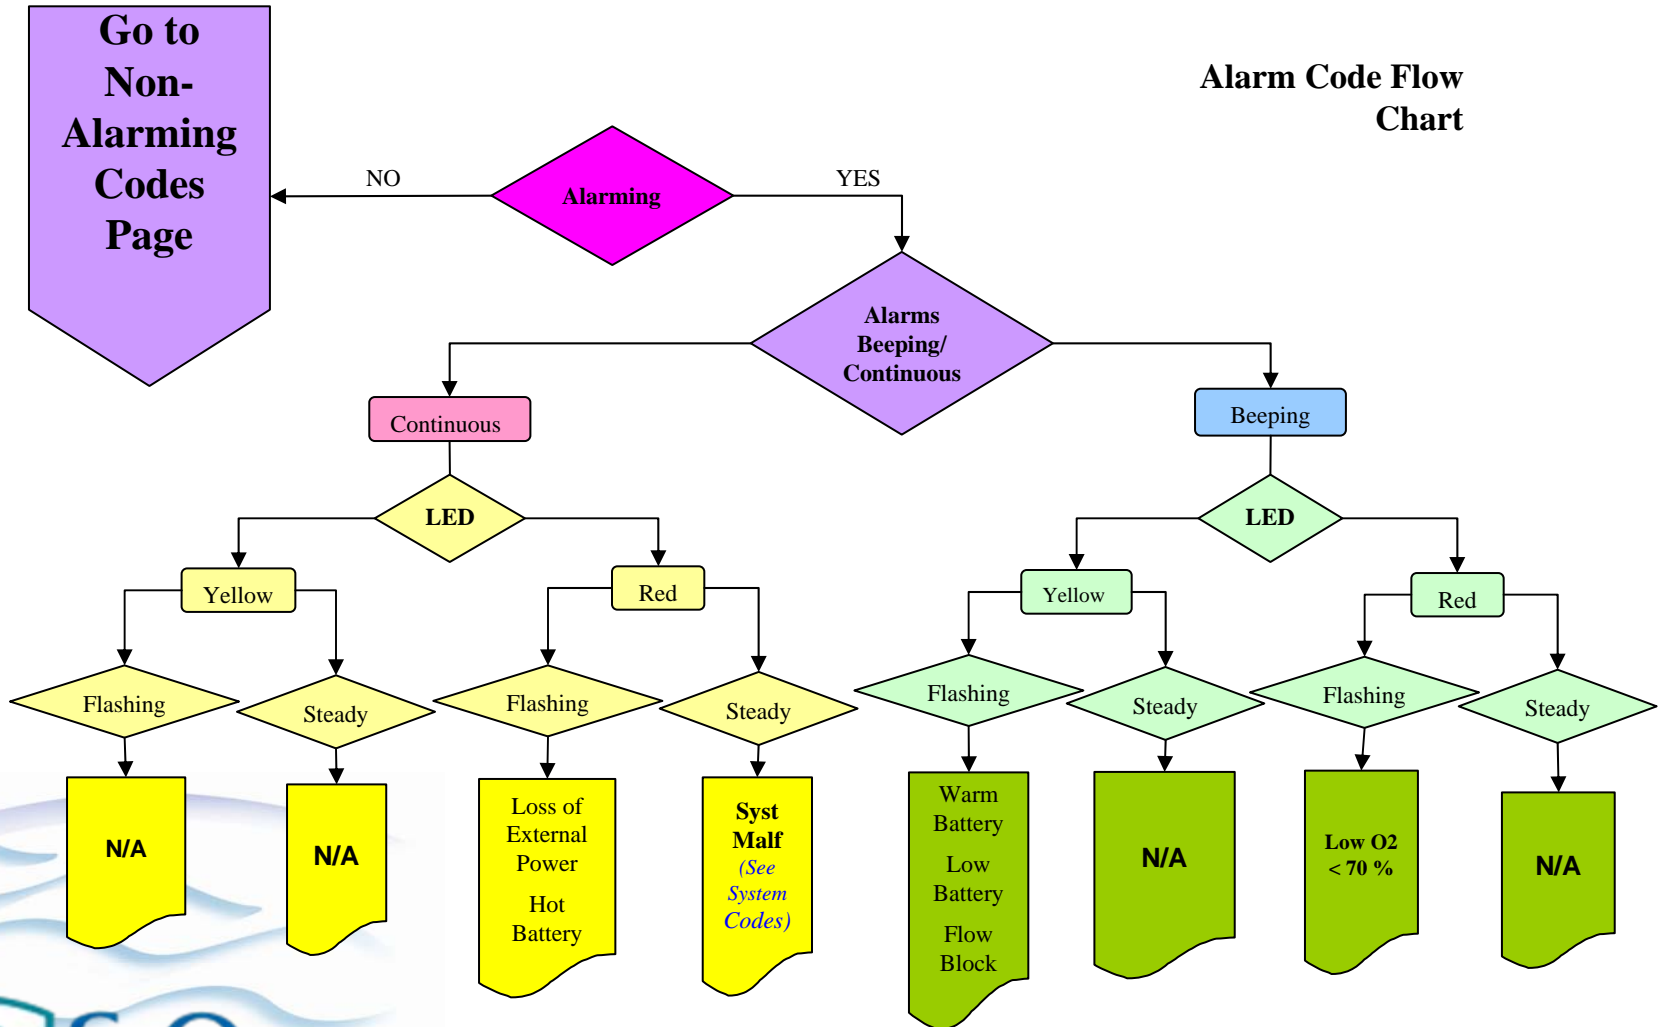 Go to
Non-
Alarming
Codes
Page
Alarm Code Flow
Chart
NO
Alarming
YES
Alarms
Beeping/
Continuous
Continuous
Beeping
LED
LED
Yellow
Red
Yellow
Red
Flashing
Steady
Flashing
Steady
Flashing
Steady
Flashing
Steady
N/A
N/A
Loss of
External
Power
Hot
Battery
Syst
Malf
(See
System
Codes)
Warm
Battery
Low
Battery
Flow
Block
N/A
Low O2
< 70 %
N/A